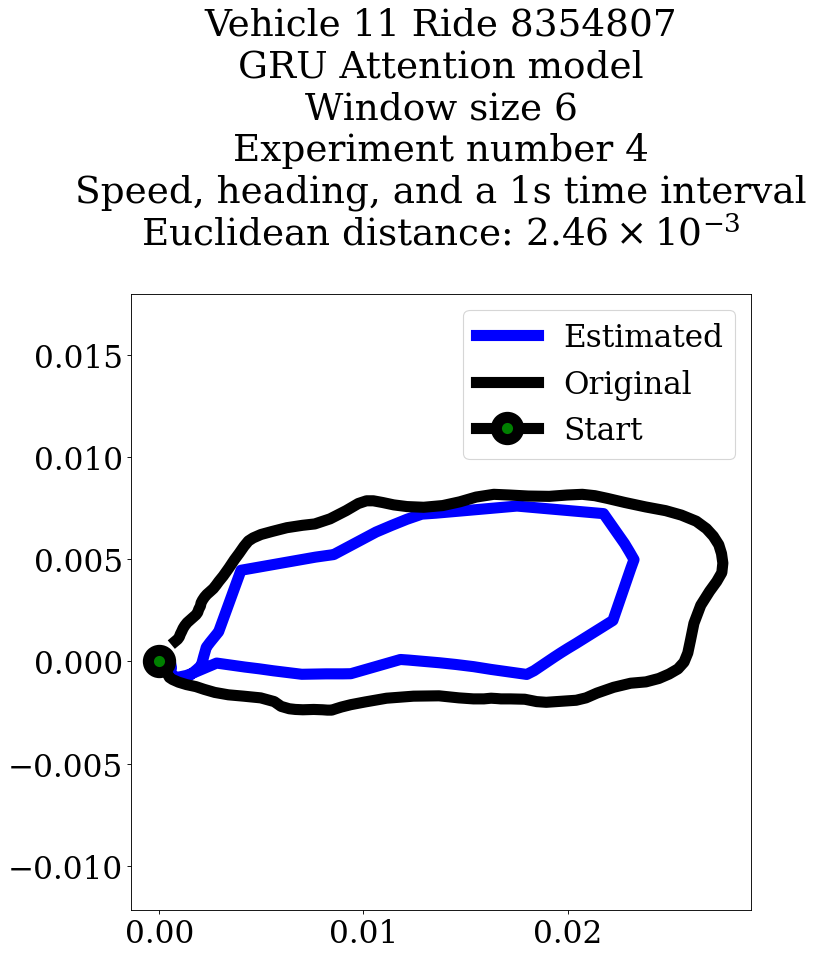 Vehicle 11 Ride 8354807
GRU Attention model
Window size 6
Experiment number 4
Speed, heading, and a 1s time interval
Euclidean distance: 2.46 × 10⁻³
Estimated
Original
Start
0.015
0.010
0.005
0.000
−0.005
−0.010
0.00 0.01 0.02